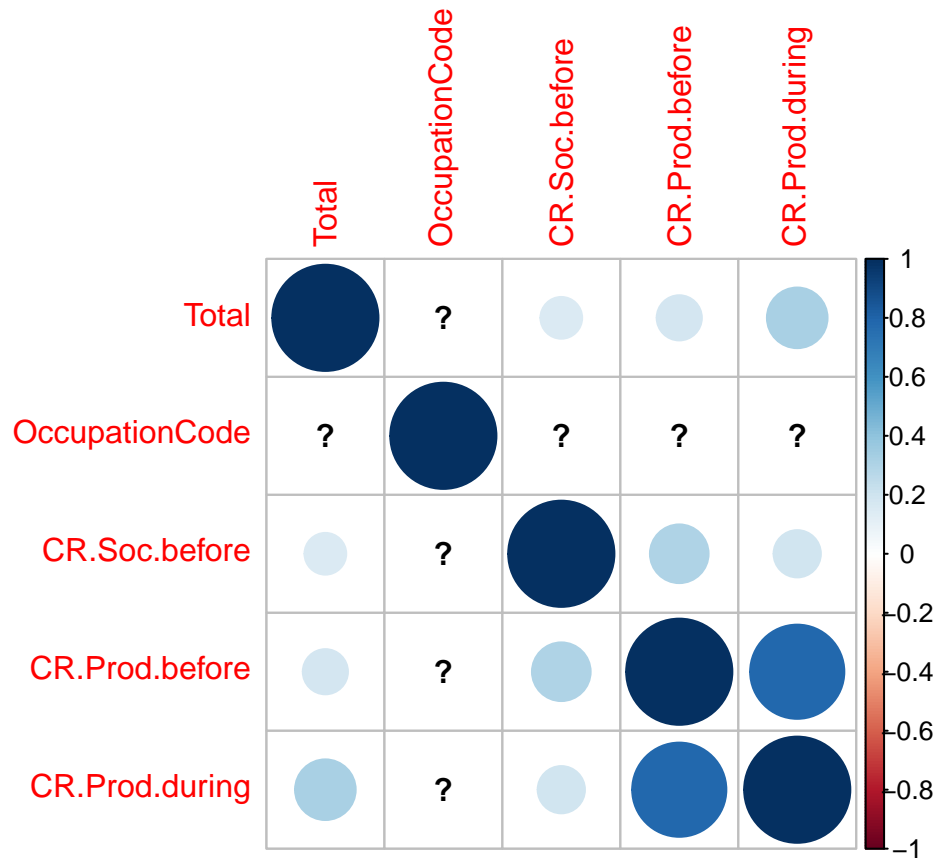 Total
OccupationCode
CR.Soc.before
CR.Prod.before
CR.Prod.during
Total ? 
OccupationCode ? ? ? ?
CR.Soc.before ?
CR.Prod.before ?
CR.Prod.during ?
1
0.8
0.6
0.4
0.2
0
−0.2
−0.4
−0.6
−0.8
−1